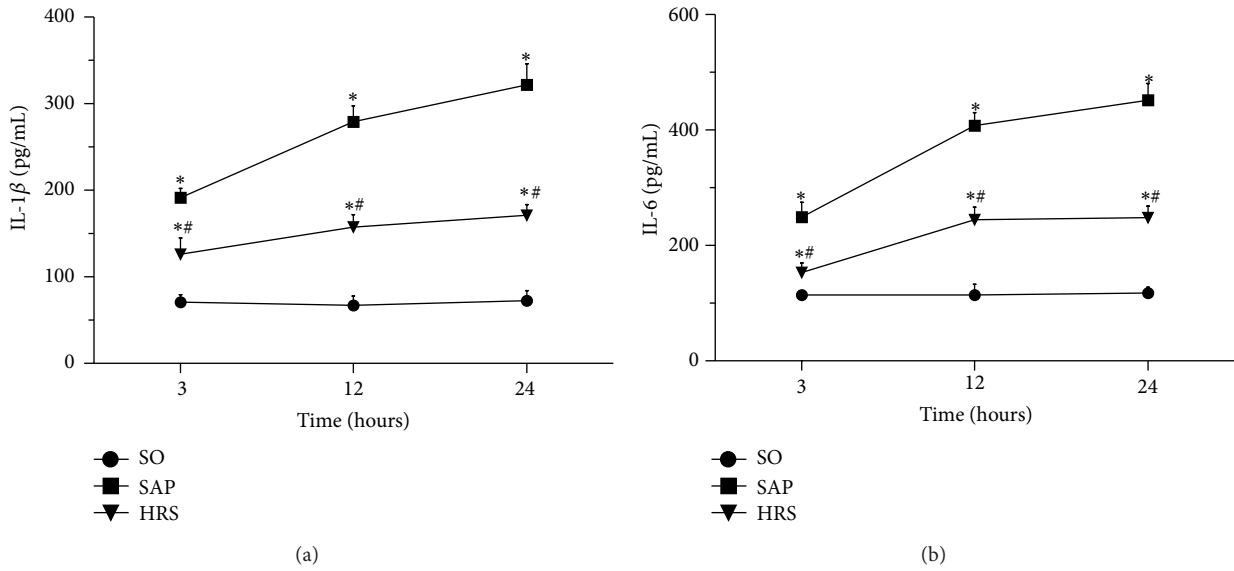 400
300
200
100
0
IL-1β (pg/mL)
*
*
*
*#
*#
*#
3
12
24
Time (hours)
SO
SAP
HRS
(a)
600
400
200
0
IL-6 (pg/mL)
*
*
*
*#
*#
*#
3
12
24
Time (hours)
SO
SAP
HRS
(b)